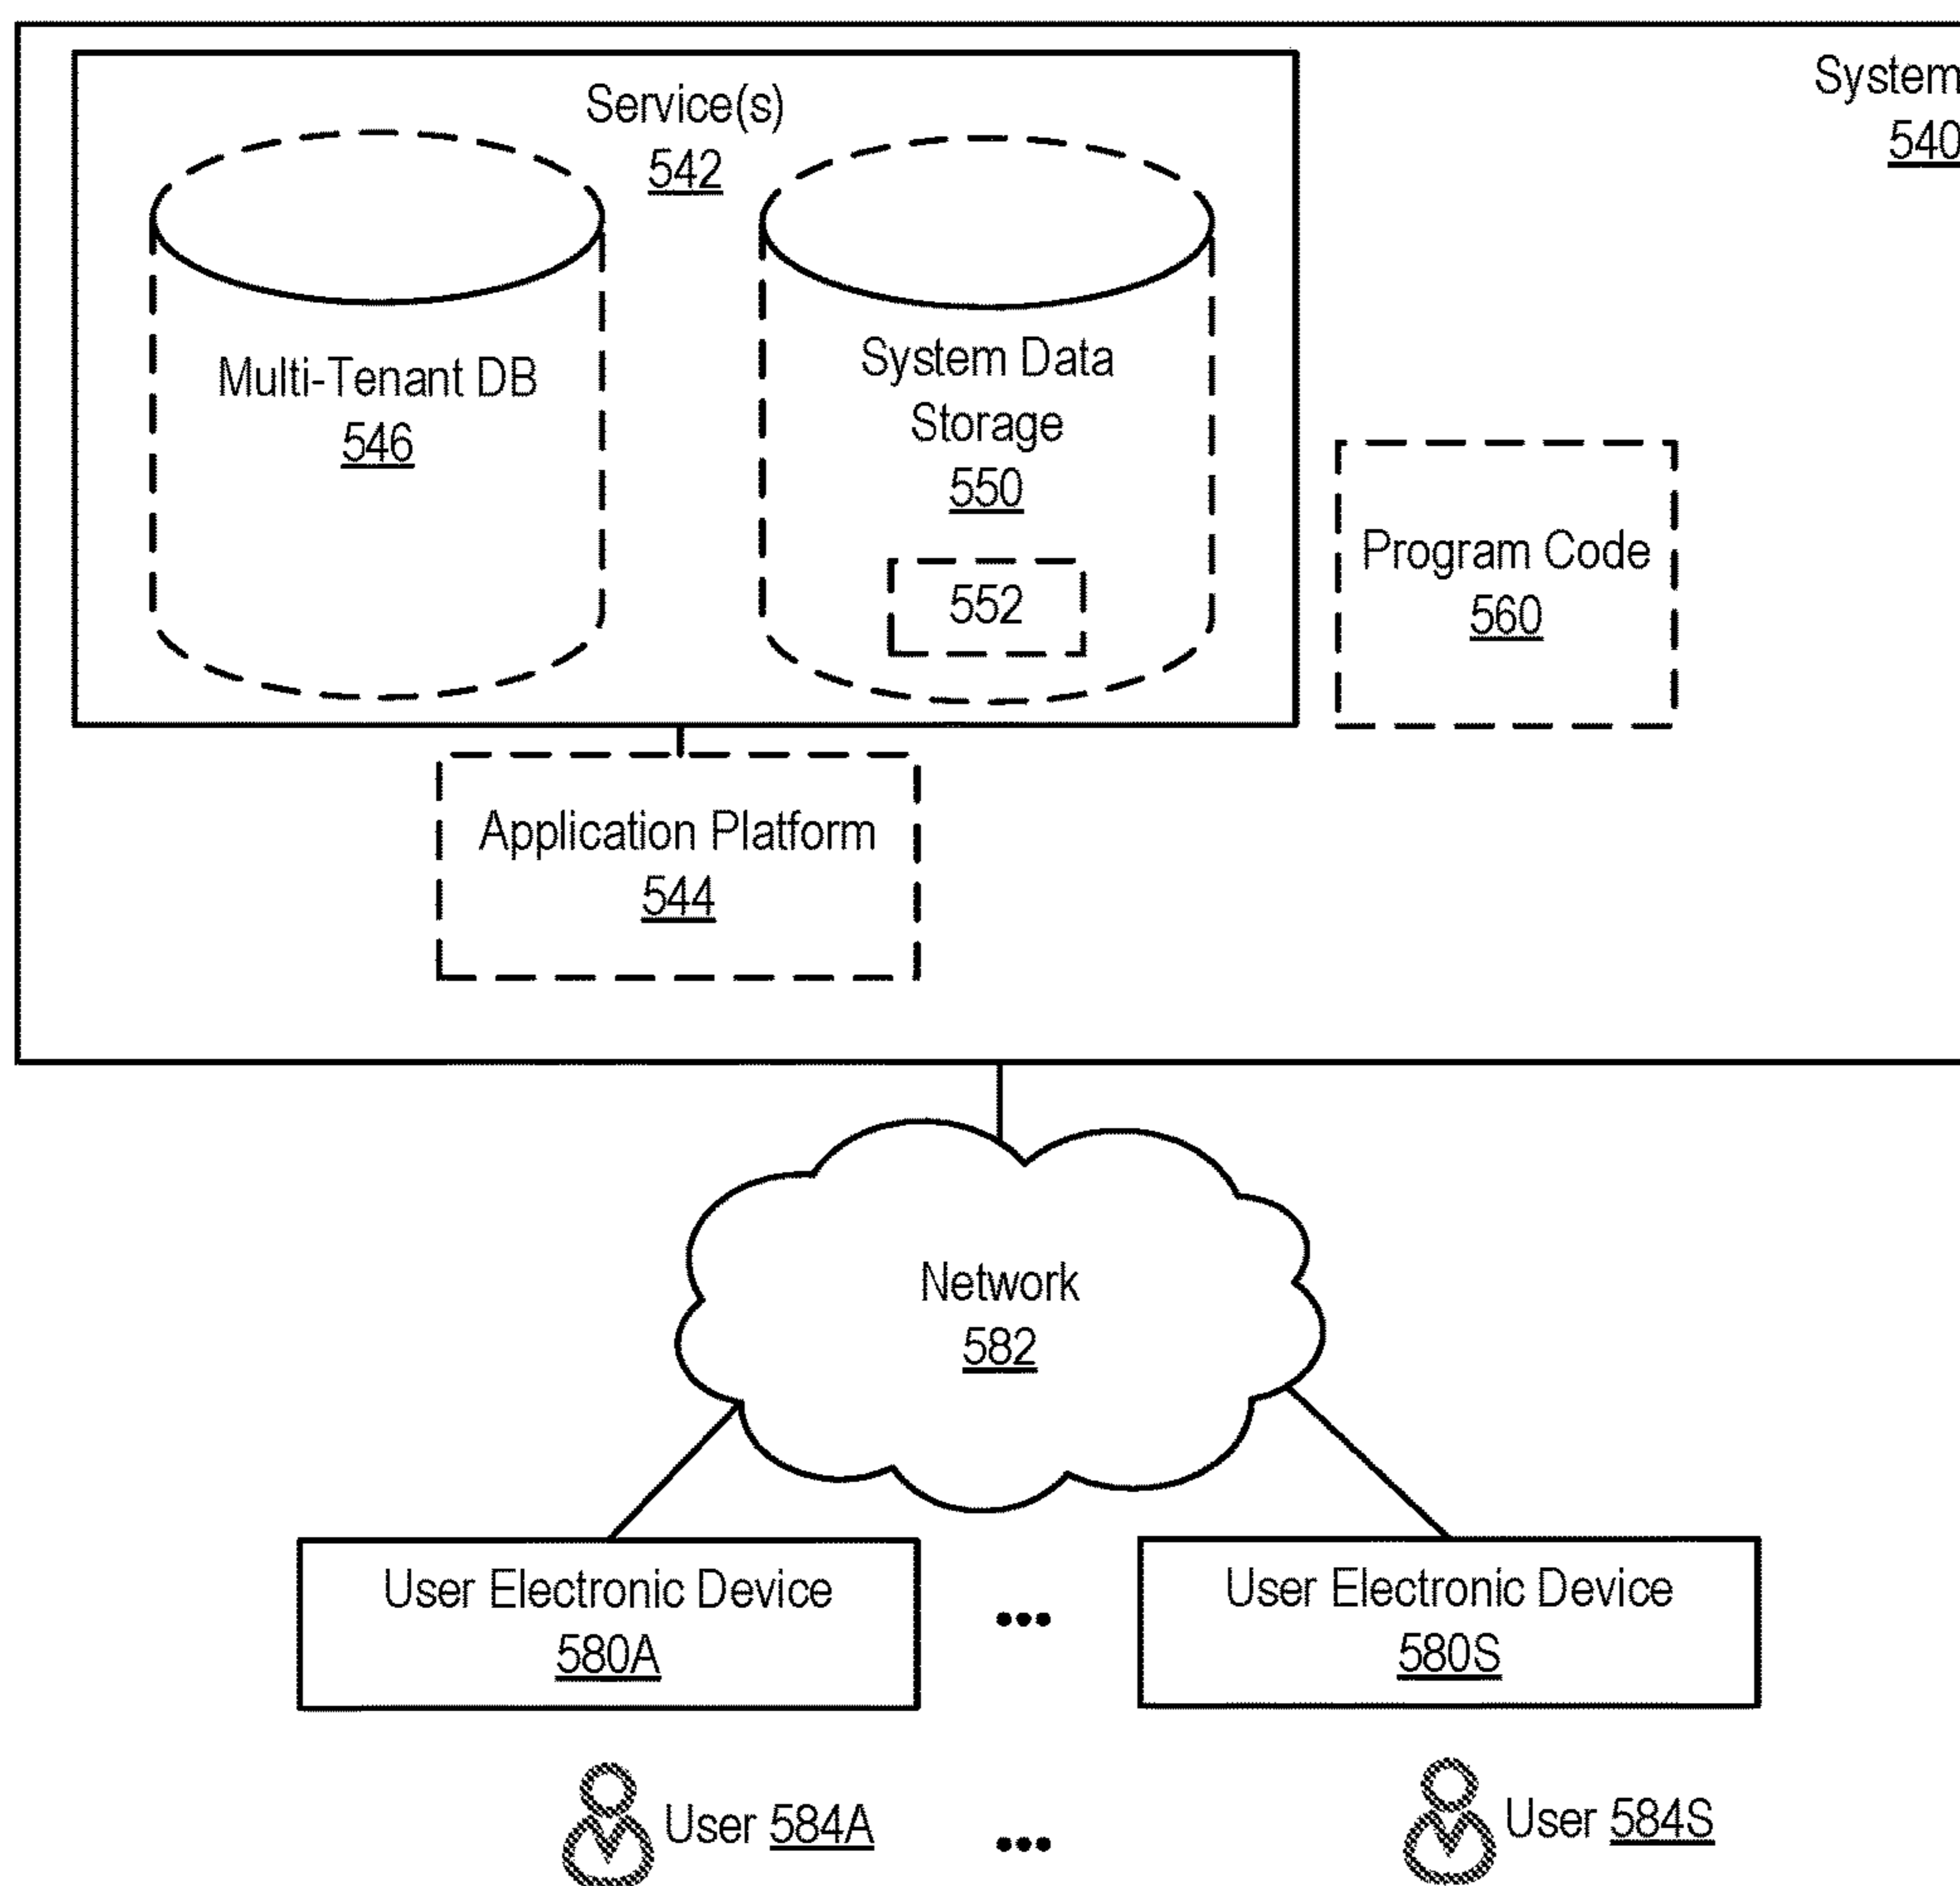 System
540
Service(s)
542
Multi-Tenant DB
546
System Data
Storage
550
552
Program Code
560
Application Platform
544
Network
582
User Electronic Device
580A
User Electronic Device
580S
User 584A
User 584S